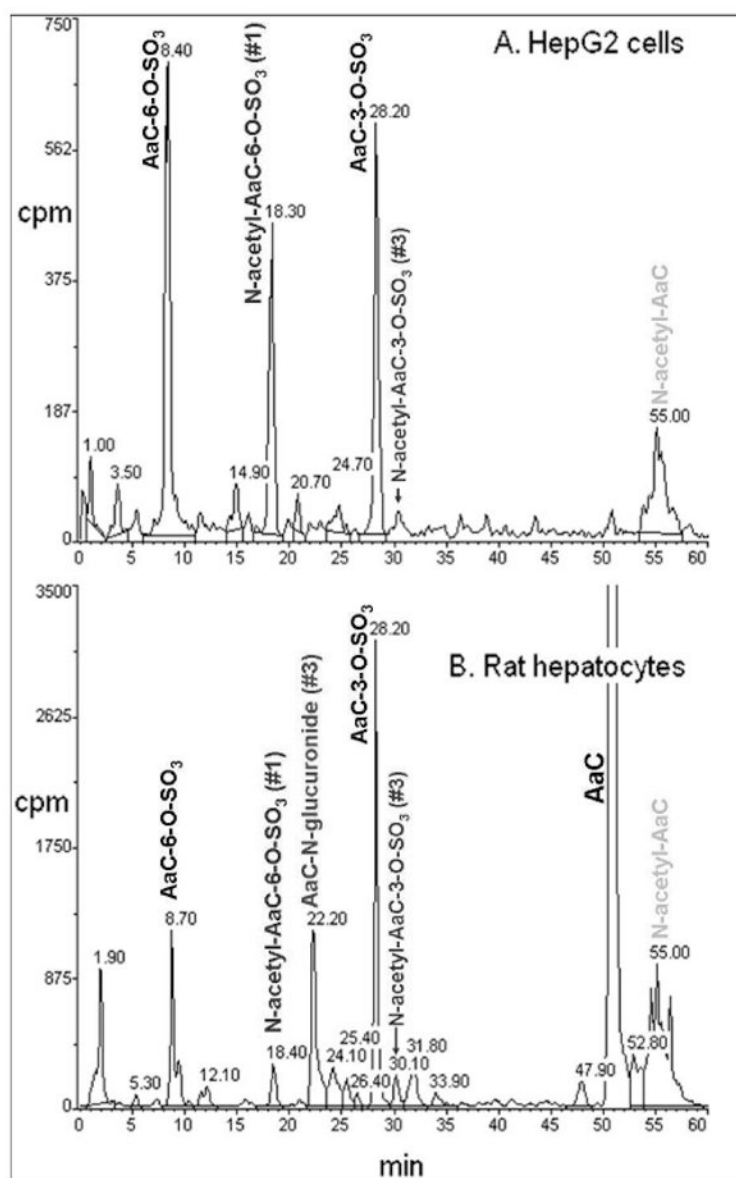 A. HepG2 cells
750
562
cpm
375
187
0
AaC-6-O-SO3
8.40
N-acetyl-AaC-6-O-SO3 (#1)
18.30
AaC-3-O-SO3
28.20
N-acetyl-AaC-3-O-SO3 (#3)
N-acetyl-AaC
55.00
1.00
3.50
14.90
20.70
24.70
0 5 10 15 20 25 30 35 40 45 50 55 60
B. Rat hepatocytes
3500
2625
cpm
1750
875
0
1.90
5.30
AaC-6-O-SO3
8.70
12.10
N-acetyl-AaC-6-O-SO3 (#1)
18.40
AaC-N-glucuronide (#3)
22.20
24.10
25.40
26.40
AaC-3-O-SO3
28.20
N-acetyl-AaC-3-O-SO3 (#3)
30.10
31.80
33.90
47.90
AaC
52.80
N-acetyl-AaC
55.00
0 5 10 15 20 25 30 35 40 45 50 55 60
min